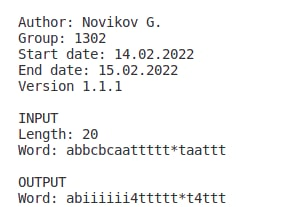 Author: Novikov G.
Group: 1302
Start date: 14.02.2022
End date: 15.02.2022
Version 1.1.1

INPUT
Length: 20
Word: abbcbcaattttt*taattt

OUTPUT
Word: abiiiiii4ttttt*t4ttt